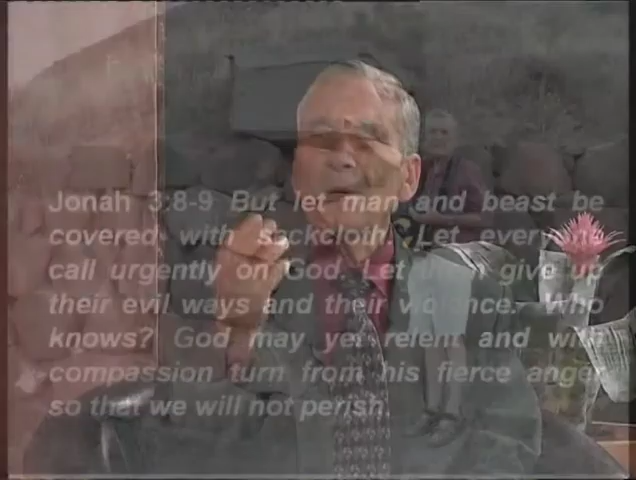 Jonah 3:8-9 But let man and beast be
covered with sackcloth. Let everyone
call urgently on God. Let them give up
their evil ways and their violence. Who
knows? God may yet relent and with
compassion turn from his fierce anger
so that we will not perish.